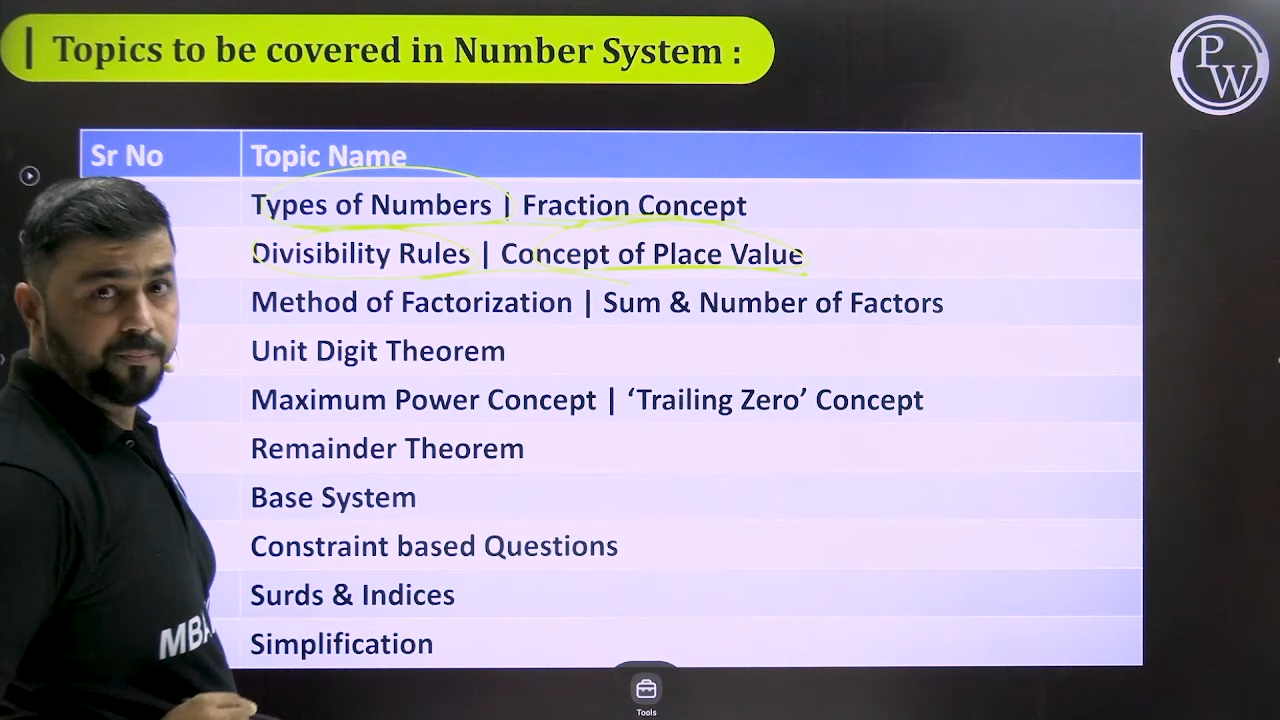 | Topics to be covered in Number System :
P
W
Sr No Topic Name
Types of Numbers | Fraction Concept
Divisibility Rules | Concept of Place Value
Method of Factorization | Sum & Number of Factors
Unit Digit Theorem
Maximum Power Concept | ‘Trailing Zero’ Concept
Remainder Theorem
Base System
Constraint based Questions
Surds & Indices
Simplification
MBA
Tools